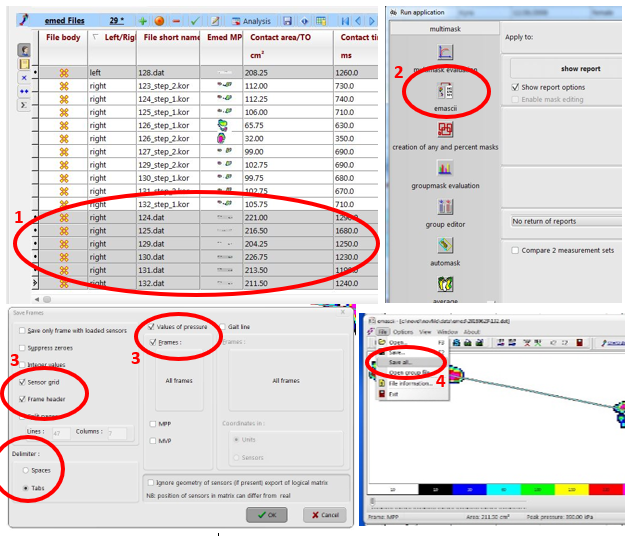 emed Files 29 * Analysis
File body Left/Rig File short name Emed MP Contact area/TO Contact tim
cm² ms
left 128.dat 208.25 1260.0
right 123_step_2.kor 112.00 730.0
right 124_step_1.kor 112.25 740.0
right 125_step_1.kor 106.00 710.0
right 126_step_1.kor 65.75 630.0
right 126_step_2.kor 32.00 350.0
right 127_step_2.kor 99.00 690.0
right 129_step_1.kor 102.75 690.0
right 130_step_1.kor 99.75 680.0
right 131_step_1.kor 102.75 670.0
right 132_step_2.kor 105.75 710.0
1
right 124.dat 221.00 1290.0
right 125.dat 216.50 1680.0
right 129.dat 204.25 1250.0
right 130.dat 226.75 1230.0
right 131.dat 213.50
right 132.dat 211.50 1240.0
Run application
multimask
Apply to:
multimask evaluation
show report
2
Show report options
Enable mask editing
emascii
creation of any and percent masks
groupmask evaluation
No return of reports
group editor
Compare 2 measurement sets
automask
average
Save Frames
Save only frame with loaded sensors
Suppress zeroes
Integer values
3
Sensor grid
Frame header
Lines : 47 Columns : 7
Delimiter :
Spaces
Tabs
Values of pressure Gait line
Frames : Frames :
3
All frames All frames
MPP
MVP
Coordinates in :
Units
Sensors
Ignore geometry of sensors (if present) export of logical matrix
NB: position of sensors in matrix can differ from real
OK Cancel
File Options View Window About
Open... F3
Save...
Save all...
Open group file...
File information...
Exit
4
Frame: MPP Area: 211.50 cm² Peak pressure: